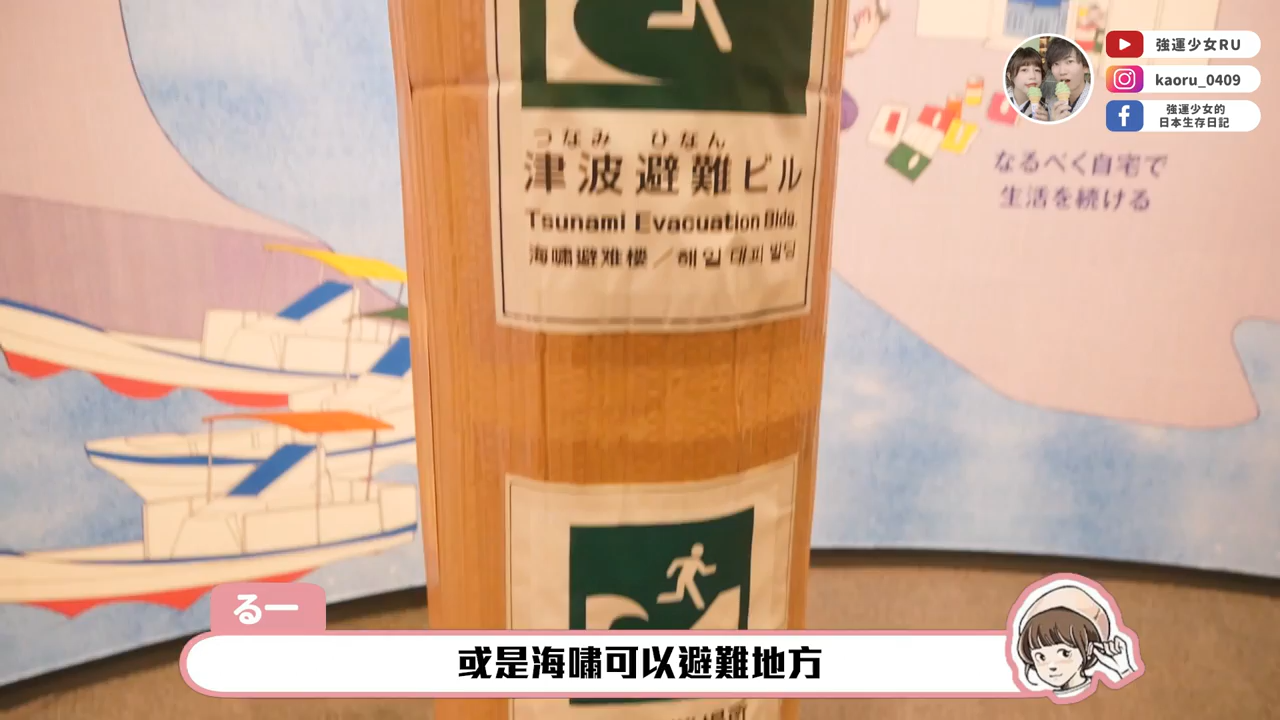 強運少女RU
kaoru_0409
強運少女的
日本生存日記
つなみ ひなん
津波避難ビル
Tsunami Evacuation Bldg.
海嘯避难楼／해일 대피 빌딩
なるべく自宅で
生活を続ける
るー
或是海嘯可以避難地方